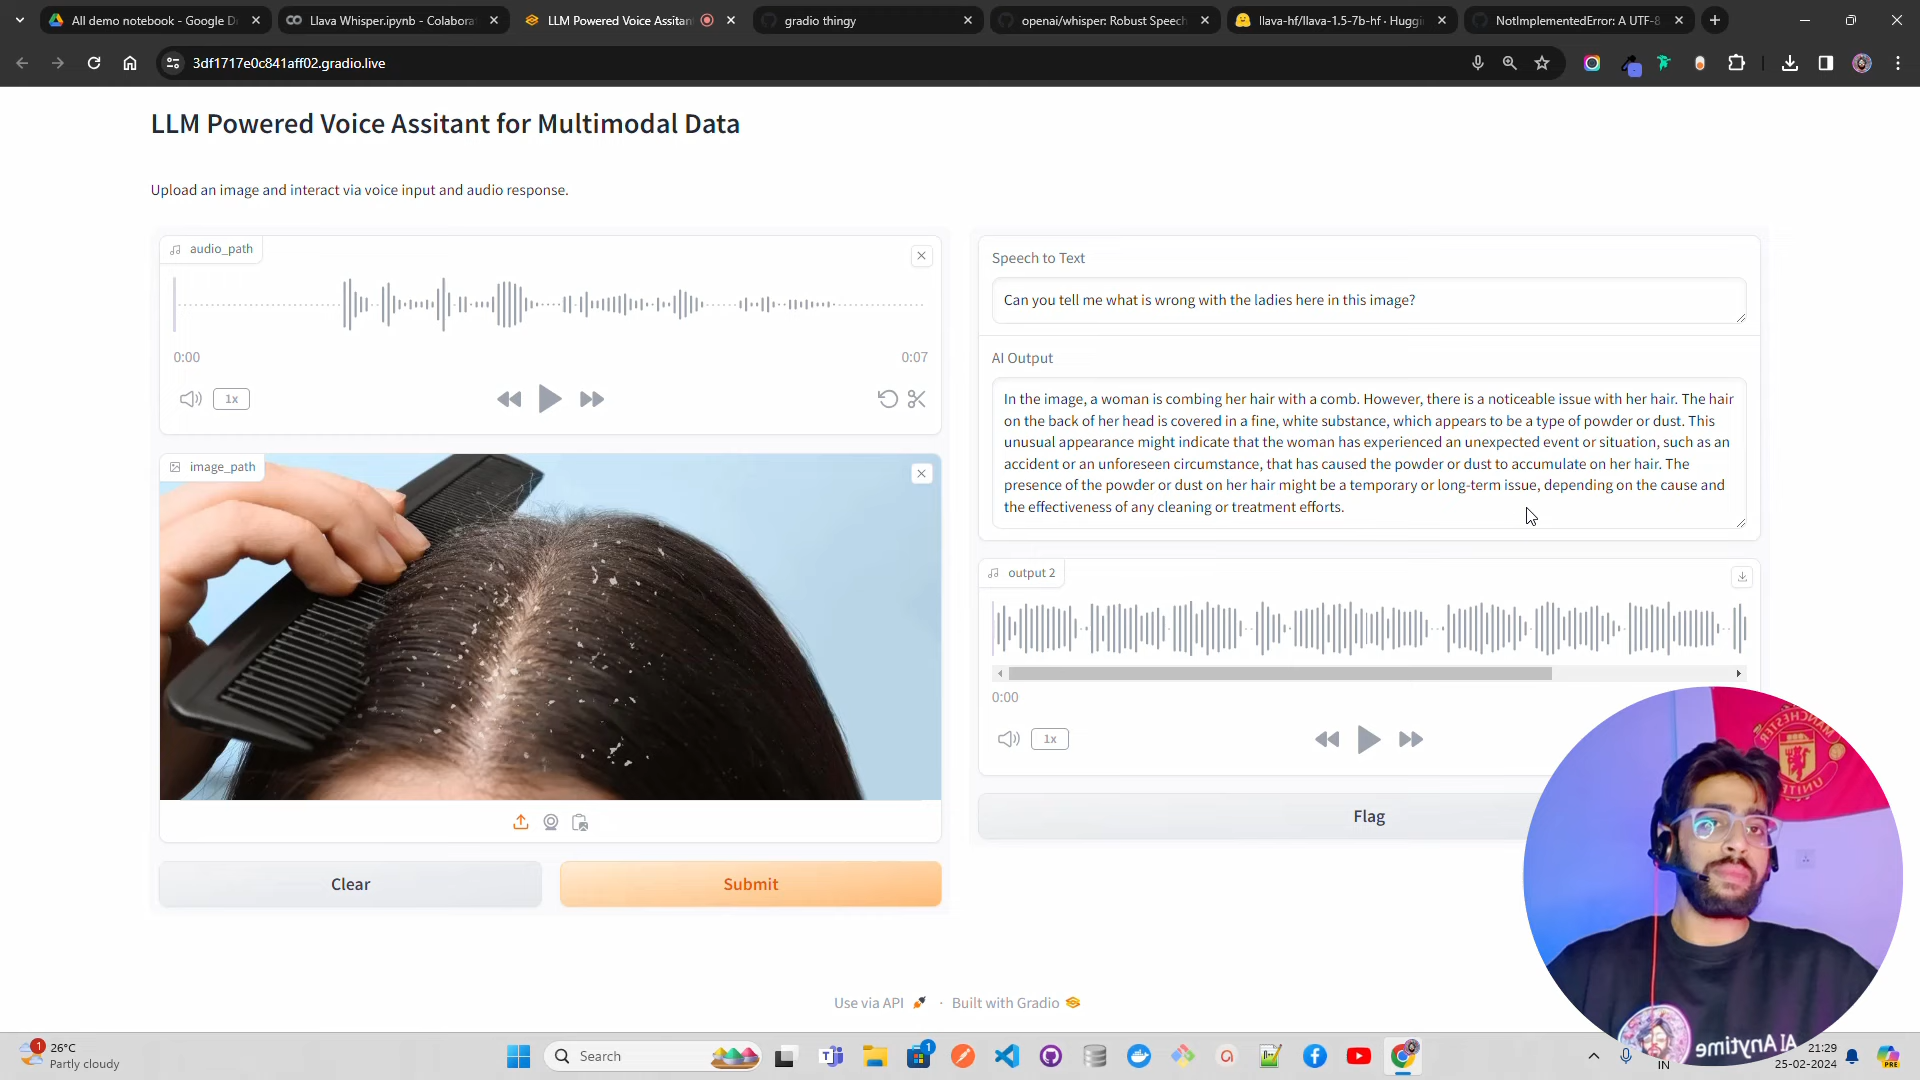 All demo notebook - Google D
Llava Whisper.ipynb - Colabora
LLM Powered Voice Assitan
gradio thingy
openai/whisper: Robust Speech
llava-hf/llava-1.5-7b-hf · Huggi
NotImplementedError: A UTF-8
3df1717e0c841aff02.gradio.live
LLM Powered Voice Assitant for Multimodal Data
Upload an image and interact via voice input and audio response.
audio_path
0:00
0:07
1x
image_path
Clear
Submit
Speech to Text
Can you tell me what is wrong with the ladies here in this image?
AI Output
In the image, a woman is combing her hair with a comb. However, there is a noticeable issue with her hair. The hair
on the back of her head is covered in a fine, white substance, which appears to be a type of powder or dust. This
unusual appearance might indicate that the woman has experienced an unexpected event or situation, such as an
accident or an unforeseen circumstance, that has caused the powder or dust to accumulate on her hair. The
presence of the powder or dust on her hair might be a temporary or long-term issue, depending on the cause and
the effectiveness of any cleaning or treatment efforts.
output 2
0:00
1x
Flag
MANCHESTER
UNITED
AI Anytime
Use via API
·
Built with Gradio
1
26°C
Partly cloudy
Search
1
IN
21:29
25-02-2024
PRE